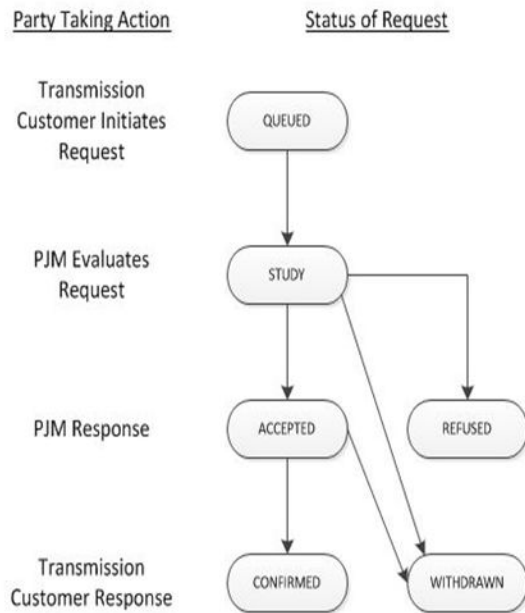 Party Taking Action
Status of Request
Transmission
Customer Initiates
Request
QUEUED
PJM Evaluates
Request
STUDY
PJM Response
ACCEPTED
REFUSED
Transmission
Customer Response
CONFIRMED
WITHDRAWN